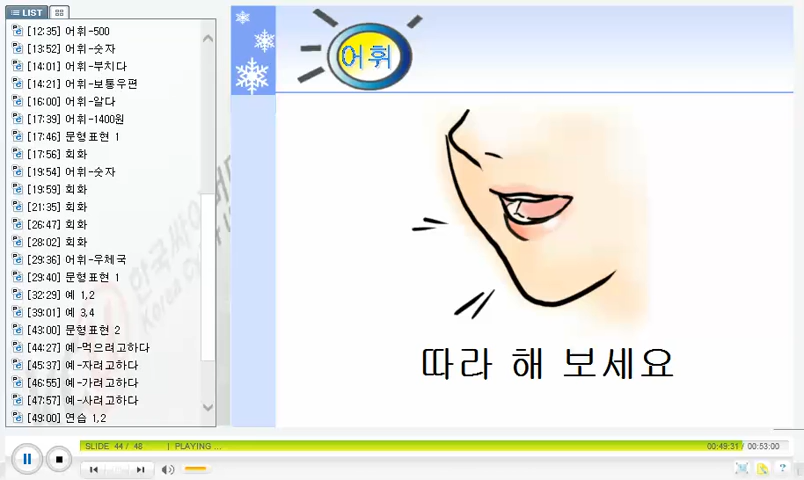 LIST
[12:35] 어휘-500
[13:52] 어휘-숫자
[14:01] 어휘-부치다
[14:21] 어휘-보통우편
[16:00] 어휘-알다
[17:39] 어휘-1400원
[17:46] 문형표현 1
[17:56] 회화
[19:54] 어휘-숫자
[19:59] 회화
[21:35] 회화
[26:47] 회화
[28:02] 회화
[29:36] 어휘-우체국
[29:40] 문형표현 1
[32:29] 예 1,2
[39:01] 예 3,4
[43:00] 문형표현 2
[44:27] 예-먹으려고하다
[45:37] 예-자려고하다
[46:55] 예-가려고하다
[47:57] 예-사려고하다
[49:00] 연습 1,2
어휘
따라 해 보세요
SLIDE 44 / 48 | PLAYING ...
00:49:31 / 00:53:00